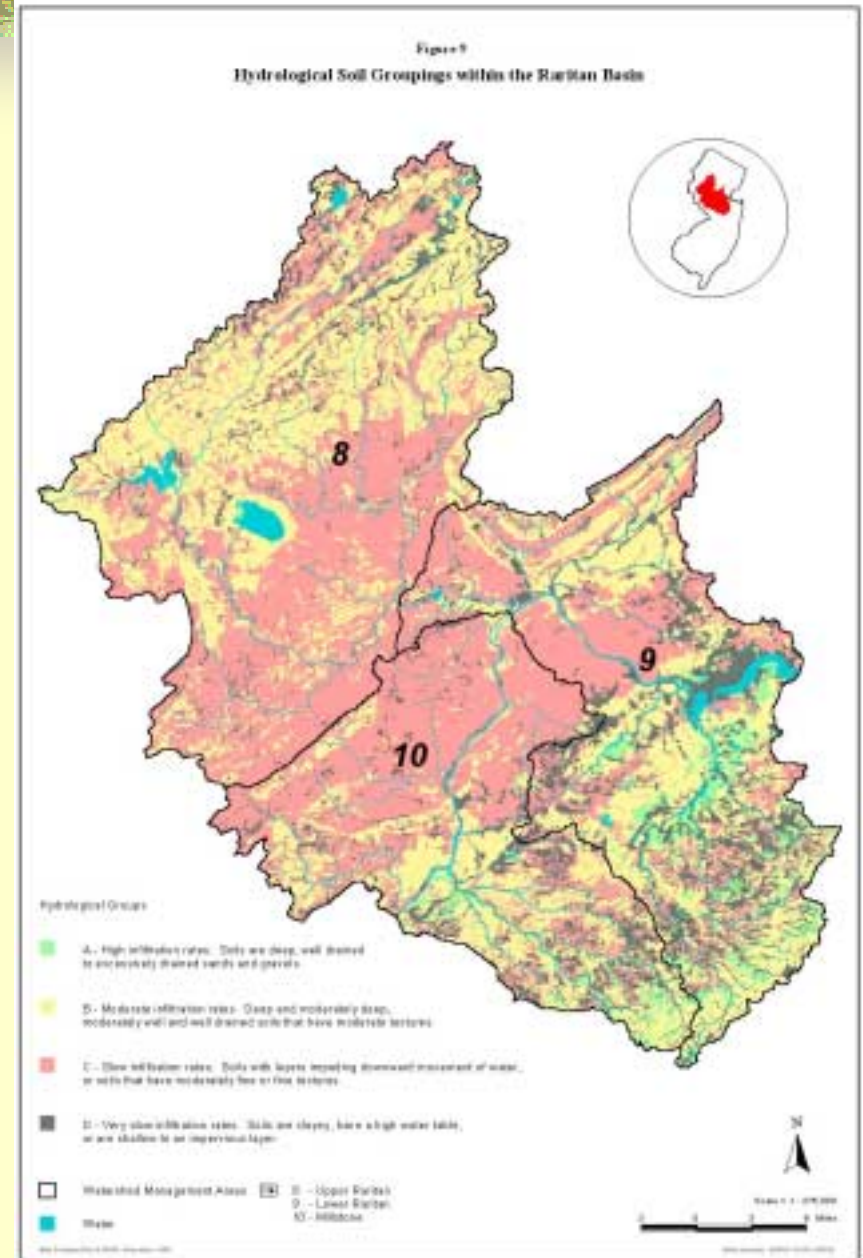 Figure 9
Hydrological Soil Groupings within the Raritan Basin
8
9
10
Hydrological Groups
A - High infiltration rates. Soils are deep, well drained
to excessively drained sands and gravels.
B - Moderate infiltration rates. Deep and moderately deep,
moderately well and well drained soils that have moderate textures.
C - Slow infiltration rates. Soils with layers impeding downward movement of water,
or soils that have moderately fine or fine textures.
D - Very slow infiltration rates. Soils are clayey, have a high water table,
or are shallow to an impervious layer.
Watershed Management Areas
8 - Upper Raritan
9 - Lower Raritan
10 - Millstone
Water
N
Miles